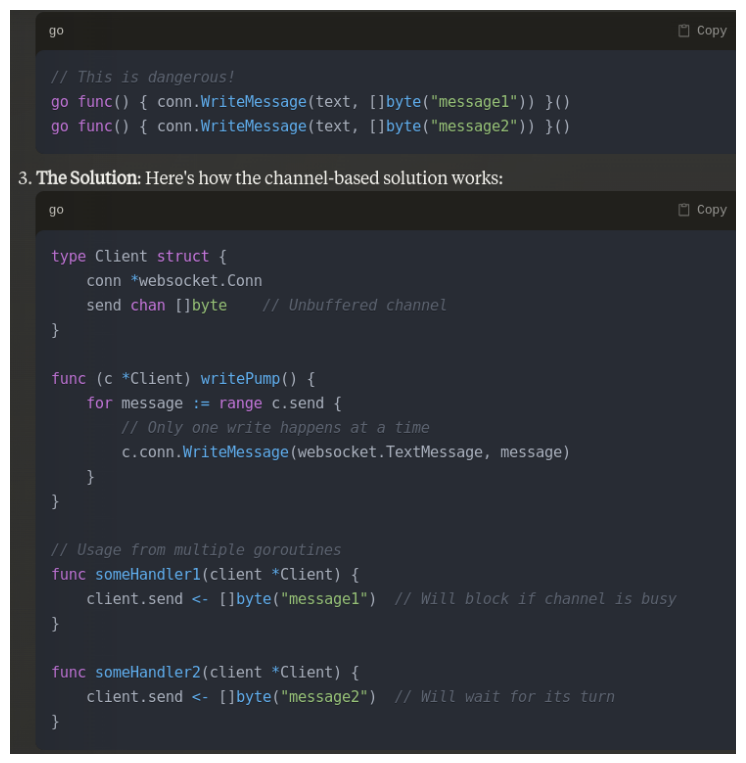 go
Copy
// This is dangerous!
go func() { conn.WriteMessage(text, []byte("message1")) }()
go func() { conn.WriteMessage(text, []byte("message2")) }()
3. The Solution: Here's how the channel-based solution works:
go
Copy
type Client struct {
    conn *websocket.Conn
    send chan []byte    // Unbuffered channel
}
func (c *Client) writePump() {
    for message := range c.send {
        // Only one write happens at a time
        c.conn.WriteMessage(websocket.TextMessage, message)
    }
}
// Usage from multiple goroutines
func someHandler1(client *Client) {
    client.send <- []byte("message1")  // Will block if channel is busy
}
func someHandler2(client *Client) {
    client.send <- []byte("message2")  // Will wait for its turn
}